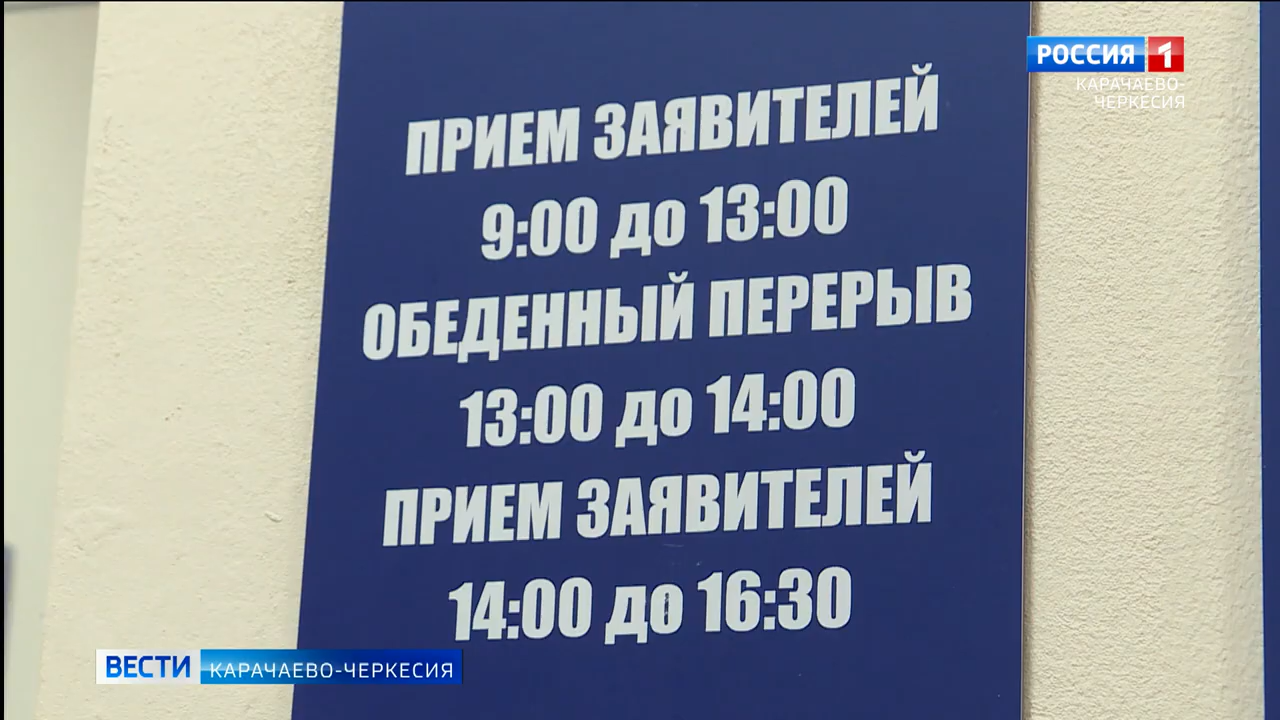 РОССИЯ 1
КАРАЧАЕВО-
ЧЕРКЕСИЯ
ПРИЕМ ЗАЯВИТЕЛЕЙ
9:00 до 13:00
ОБЕДЕННЫЙ ПЕРЕРЫВ
13:00 до 14:00
ПРИЕМ ЗАЯВИТЕЛЕЙ
14:00 до 16:30
ВЕСТИ КАРАЧАЕВО-ЧЕРКЕСИЯ